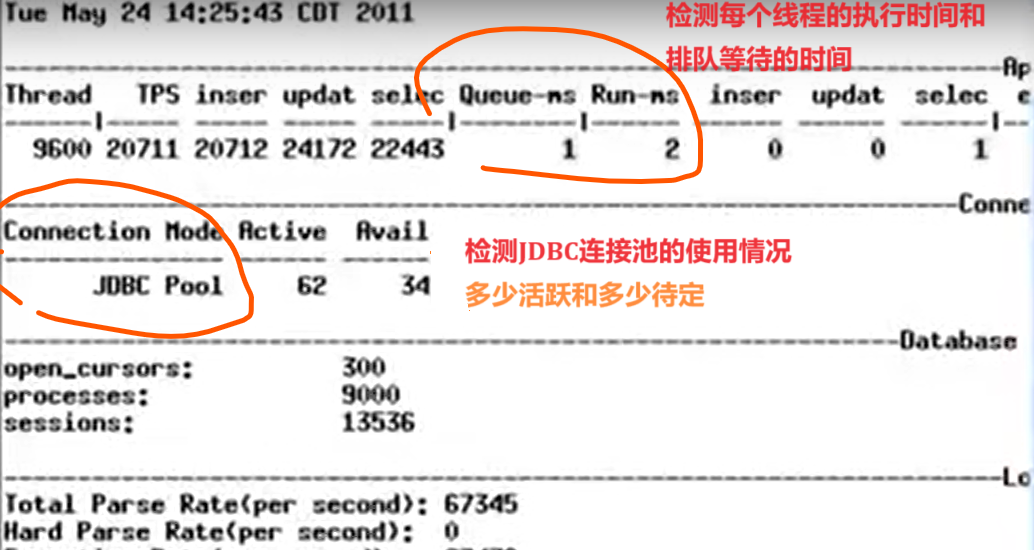 Tue May 24 14:25:43 CDT 2011
检测每个线程的执行时间和
排队等待的时间
Ap
Thread TPS inser updat selec Queue-ms Run-ms inser updat selec e
9600 20711 20712 24172 22443 1 2 0 0 1
Conne
Connection Mode Active Avail
JDBC Pool 62 34
检测JDBC连接池的使用情况
多少活跃和多少待定
Database
open_cursors: 300
processes: 9000
sessions: 13536
Lo
Total Parse Rate(per second): 67345
Hard Parse Rate(per second): 0